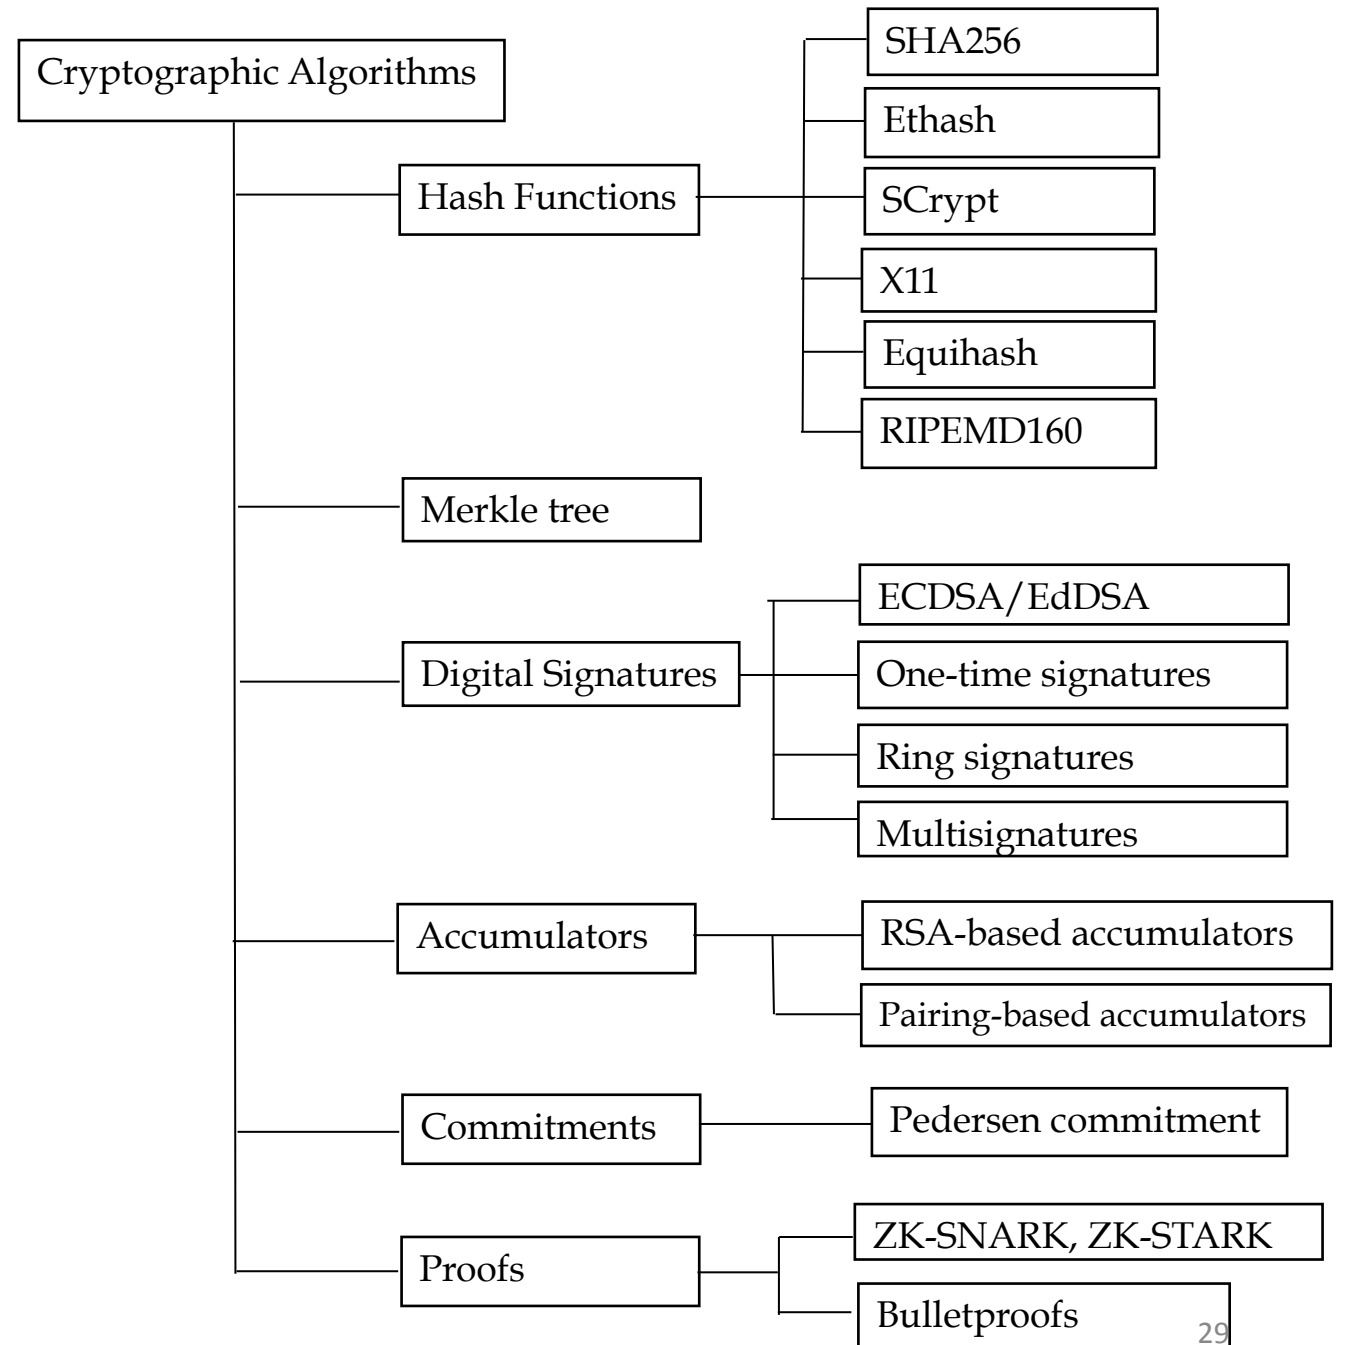 Cryptographic Algorithms
Hash Functions
SHA256
Ethash
SCrypt
X11
Equihash
RIPEMD160
Merkle tree
Digital Signatures
ECDSA/EdDSA
One-time signatures
Ring signatures
Multisignatures
Accumulators
RSA-based accumulators
Pairing-based accumulators
Commitments
Pedersen commitment
Proofs
ZK-SNARK, ZK-STARK
Bulletproofs
29